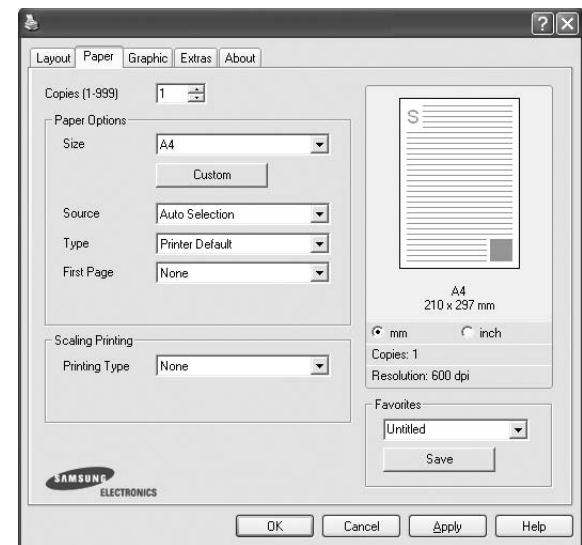 ?
X
Layout Paper Graphic Extras About
Copies (1-999) 1
Paper Options
Size A4
Custom
Source Auto Selection
Type Printer Default
First Page None
Scaling Printing
Printing Type None
S
A4
210 x 297 mm
mm inch
Copies: 1
Resolution: 600 dpi
Favorites
Untitled
Save
SAMSUNG
ELECTRONICS
OK Cancel Apply Help